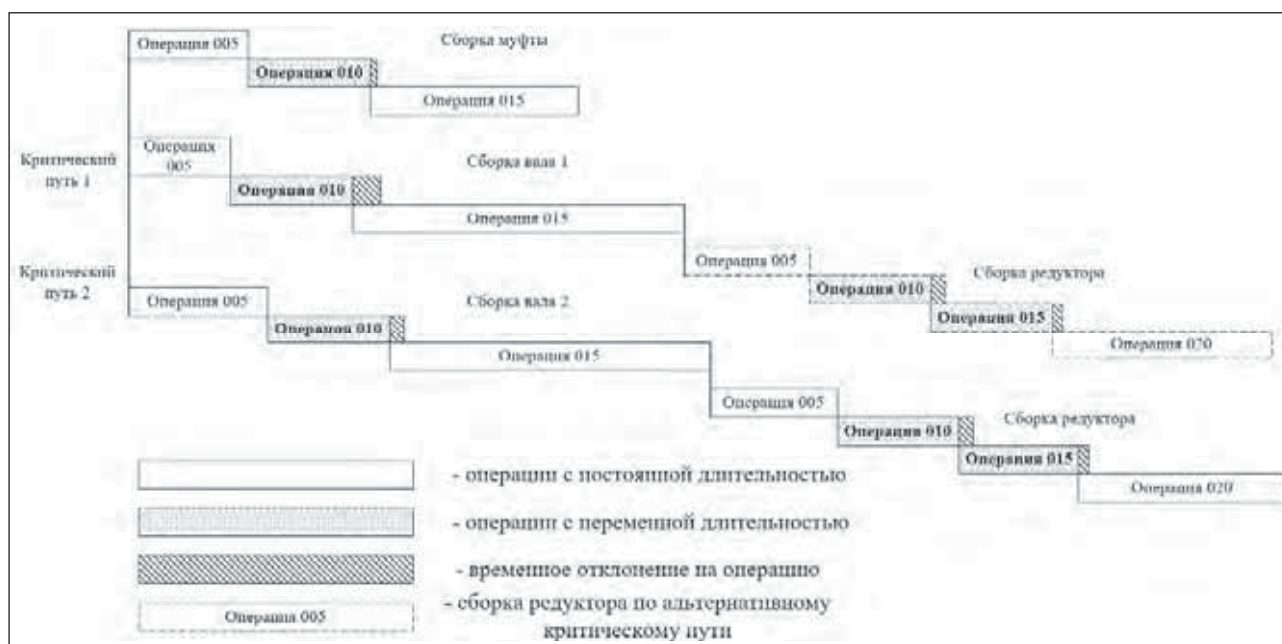 Операция 005
Сборка муфты
Операция 010
Операция 015
Критический
путь 1
Операция
005
Сборка вала 1
Операция 010
Операция 015
Критический
путь 2
Операция 005
Сборка вала 2
Операция 010
Операция 015
Операция 005
Сборка редуктора
Операция 010
Операция 015
Операция 020
Операция 005
Сборка редуктора
Операция 010
Операция 015
Операция 020
- операции с постоянной длительностью
- операции с переменной длительностью
- временное отклонение на операцию
Операция 005
- сборка редуктора по альтернативному
критическому пути